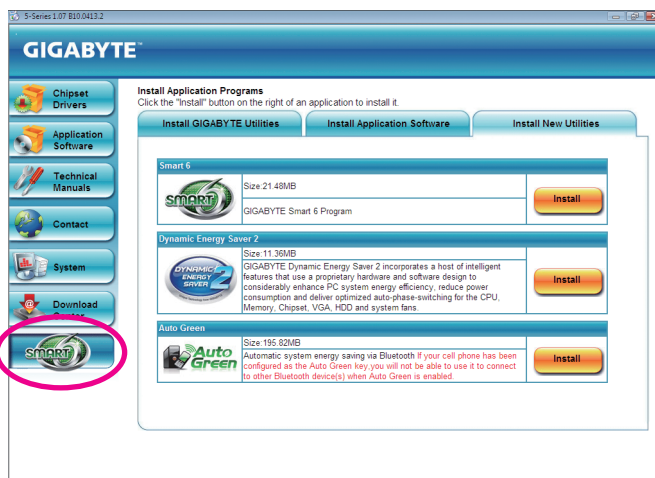 5-Series 1.07 B10.0413.2
GIGABYTE™
Chipset
Drivers
Application
Software
Technical
Manuals
Contact
System
Download
Center
SMART 6
Install Application Programs
Click the "Install" button on the right of an application to install it.
Install GIGABYTE Utilities
Install Application Software
Install New Utilities
Smart 6
SMART 6
Size:21.48MB
GIGABYTE Smart 6 Program
Install
Dynamic Energy Saver 2
DYNAMIC
ENERGY 2
SAVER
Size:11.36MB
GIGABYTE Dynamic Energy Saver 2 incorporates a host of intelligent
features that use a proprietary hardware and software design to
considerably enhance PC system energy efficiency, reduce power
consumption and deliver optimized auto-phase-switching for the CPU,
Memory, Chipset, VGA, HDD and system fans.
Install
Auto Green
Auto
Green
Size:195.82MB
Automatic system energy saving via Bluetooth If your cell phone has been
configured as the Auto Green key,you will not be able to use it to connect
to other Bluetooth device(s) when Auto Green is enabled.
Install